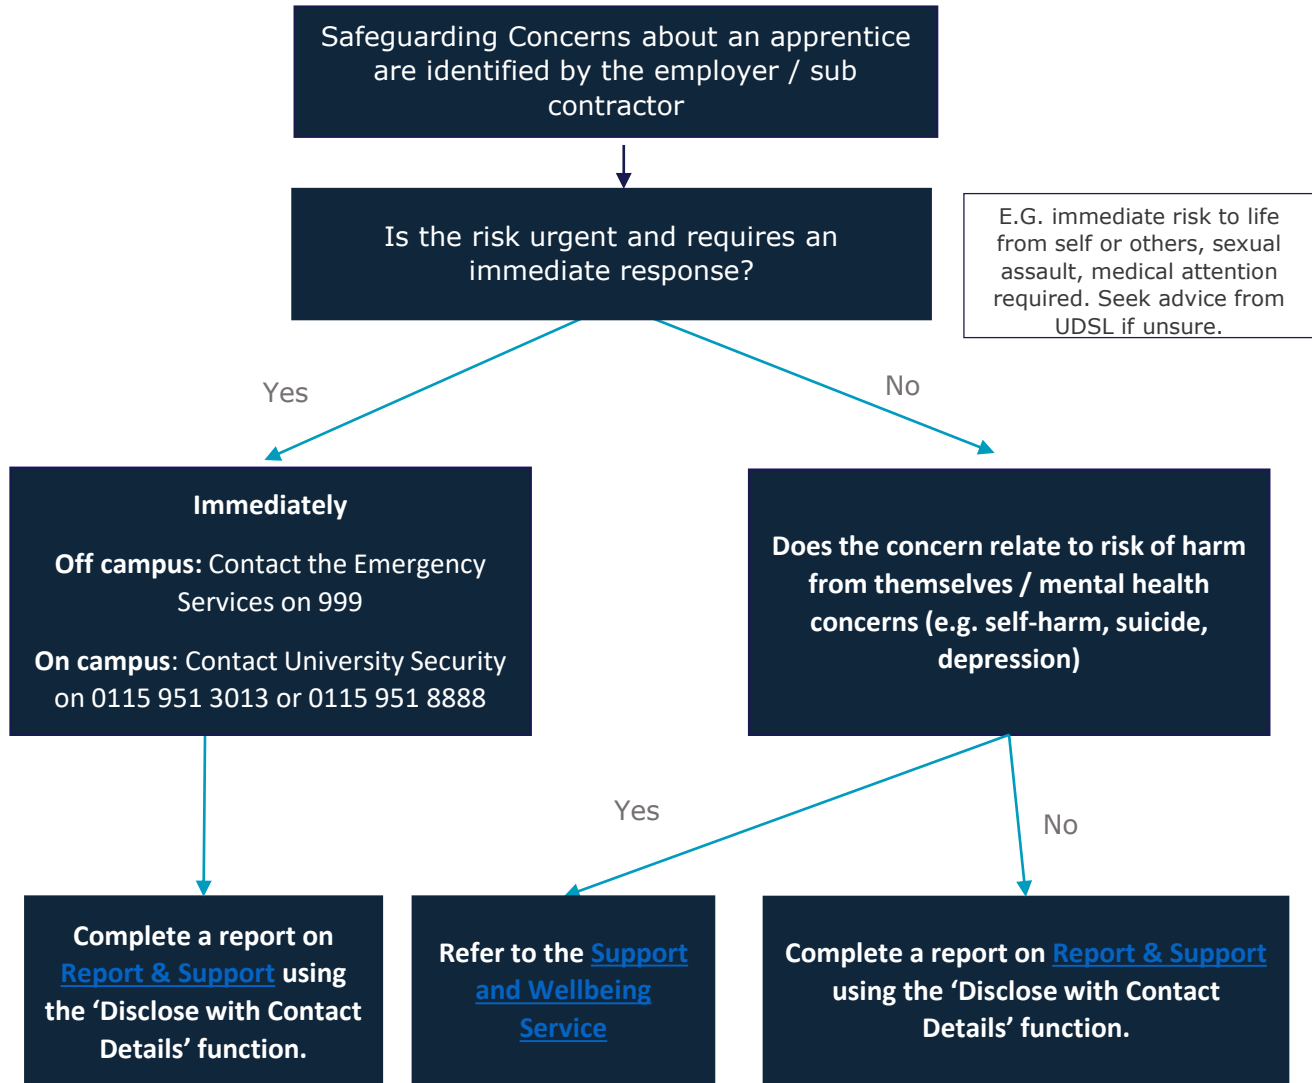 Safeguarding Concerns about an apprentice
are identified by the employer / sub
contractor
Is the risk urgent and requires an
immediate response?
E.G. immediate risk to life
from self or others, sexual
assault, medical attention
required. Seek advice from
UDSL if unsure.
Yes
No
Immediately
Off campus: Contact the Emergency
Services on 999
On campus: Contact University Security
on 0115 951 3013 or 0115 951 8888
Does the concern relate to risk of harm
from themselves / mental health
concerns (e.g. self-harm, suicide,
depression)
Yes
No
Complete a report on
Report & Support using
the ‘Disclose with Contact
Details’ function.
Refer to the Support
and Wellbeing
Service
Complete a report on Report & Support
using the ‘Disclose with Contact
Details’ function.